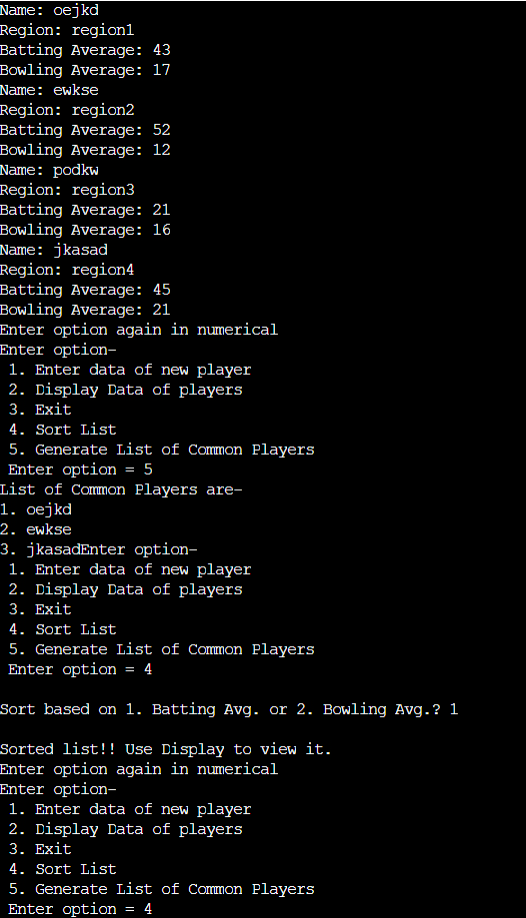 Name: oejkd
Region: region1
Batting Average: 43
Bowling Average: 17
Name: ewkse
Region: region2
Batting Average: 52
Bowling Average: 12
Name: podkw
Region: region3
Batting Average: 21
Bowling Average: 16
Name: jkasad
Region: region4
Batting Average: 45
Bowling Average: 21
Enter option again in numerical
Enter option-
1. Enter data of new player
2. Display Data of players
3. Exit
4. Sort List
5. Generate List of Common Players
Enter option = 5
List of Common Players are-
1. oejkd
2. ewkse
3. jkasadEnter option-
1. Enter data of new player
2. Display Data of players
3. Exit
4. Sort List
5. Generate List of Common Players
Enter option = 4
Sort based on 1. Batting Avg. or 2. Bowling Avg.? 1
Sorted list!! Use Display to view it.
Enter option again in numerical
Enter option-
1. Enter data of new player
2. Display Data of players
3. Exit
4. Sort List
5. Generate List of Common Players
Enter option = 4